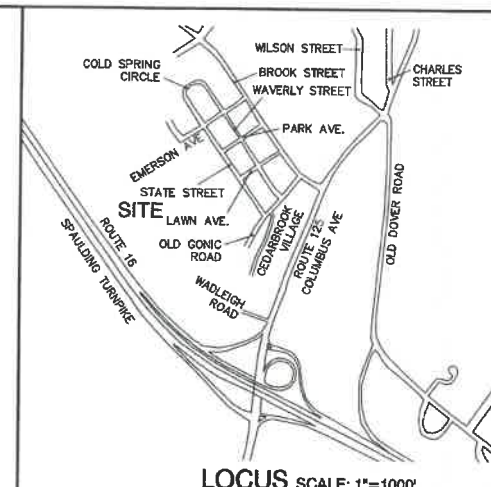 WILSON STREET
COLD SPRING
CIRCLE
BROOK STREET
CHARLES
STREET
WAVERLY STREET
PARK AVE.
EMERSON AVE
STATE STREET
SITE
LAWN AVE.
OLD GONIC
ROAD
CEDARBROOK
VILLAGE
ROUTE 125
COLUMBUS AVE
OLD DOVER ROAD
ROUTE 16
SPAULDING TURNPIKE
WADLEIGH
ROAD
LOCUS SCALE: 1"=1000'